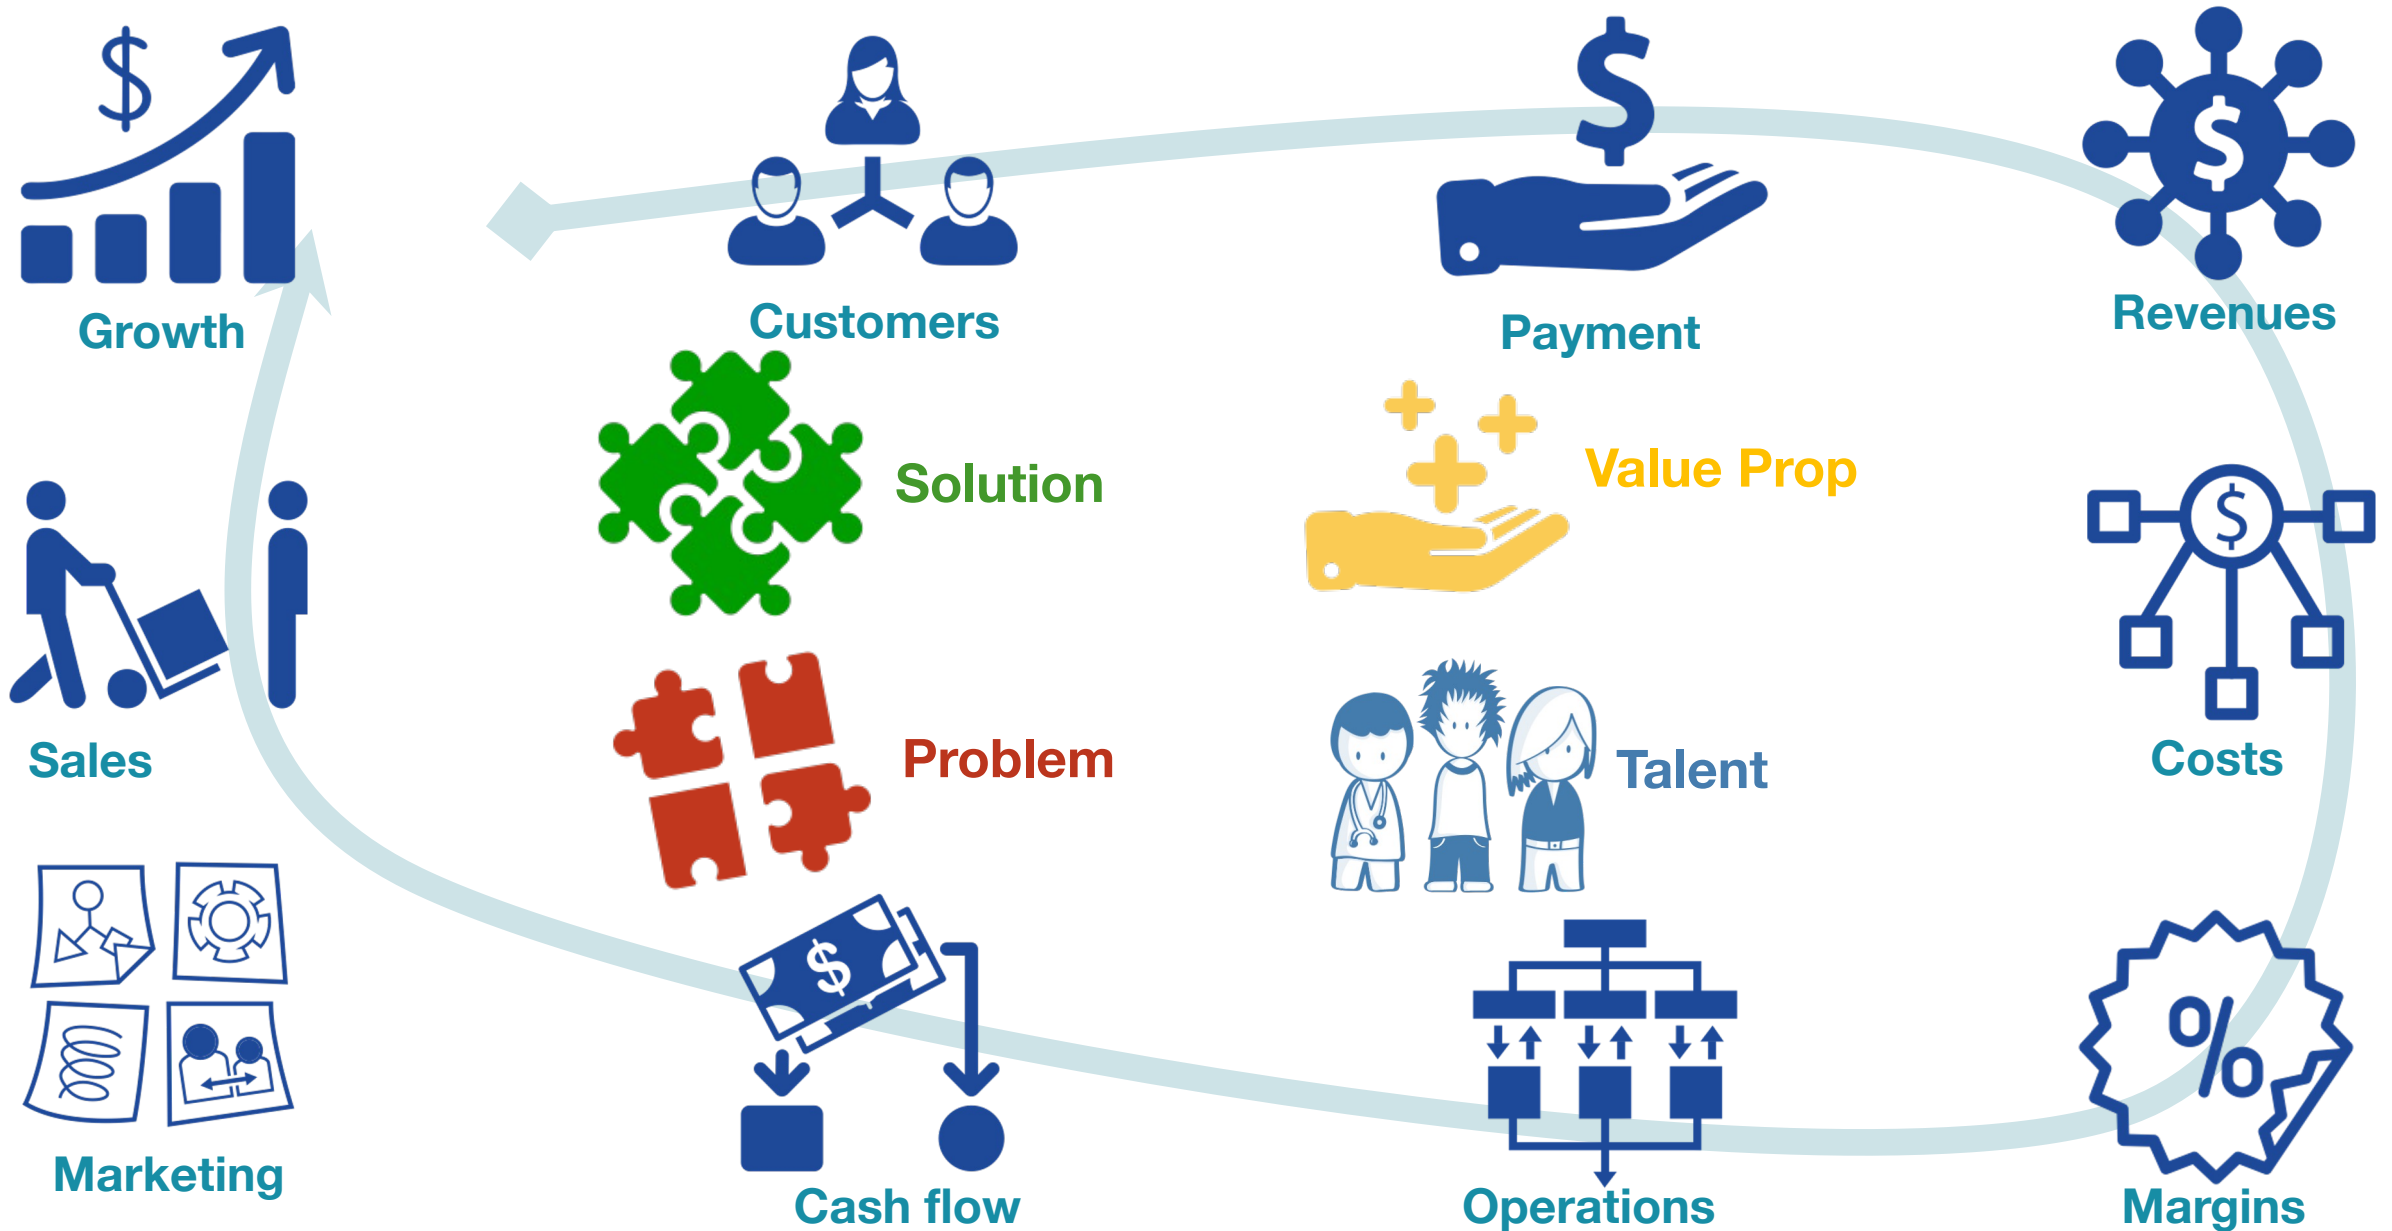 Growth
Customers
Payment
Revenues
Solution
Value Prop
Sales
Problem
Talent
Costs
Marketing
Cash flow
Operations
Margins